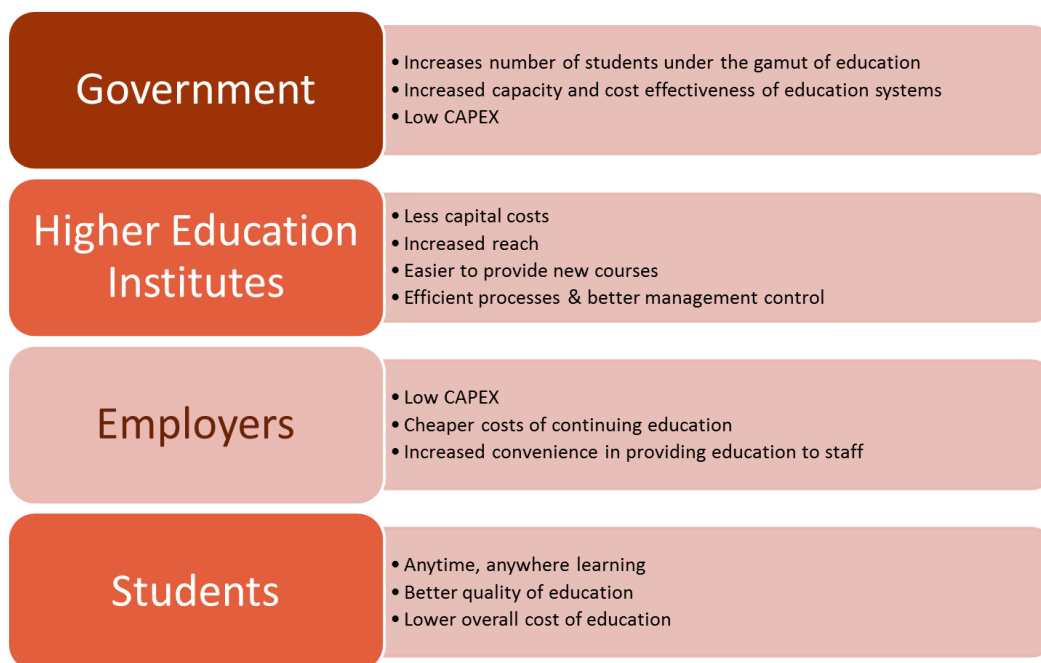 Government
• Increases number of students under the gamut of education
• Increased capacity and cost effectiveness of education systems
• Low CAPEX
Higher Education
Institutes
• Less capital costs
• Increased reach
• Easier to provide new courses
• Efficient processes & better management control
Employers
• Low CAPEX
• Cheaper costs of continuing education
• Increased convenience in providing education to staff
Students
• Anytime, anywhere learning
• Better quality of education
• Lower overall cost of education